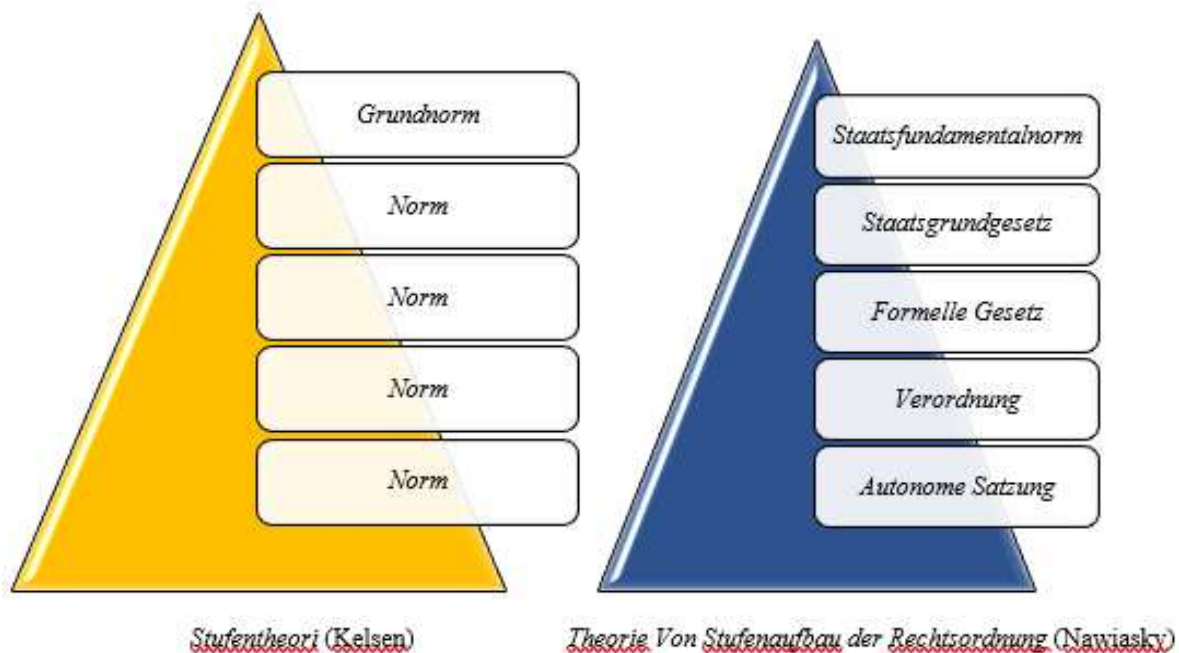 Grundnorm
Norm
Norm
Norm
Norm
Stufentheori (Kelsen)
Staatsfundamentalnorm
Staatsgrundgesetz
Formelle Gesetz
Verordnung
Autonome Satzung
Theorie Von Stufenaufbau der Rechtsordnung (Nawiasky)